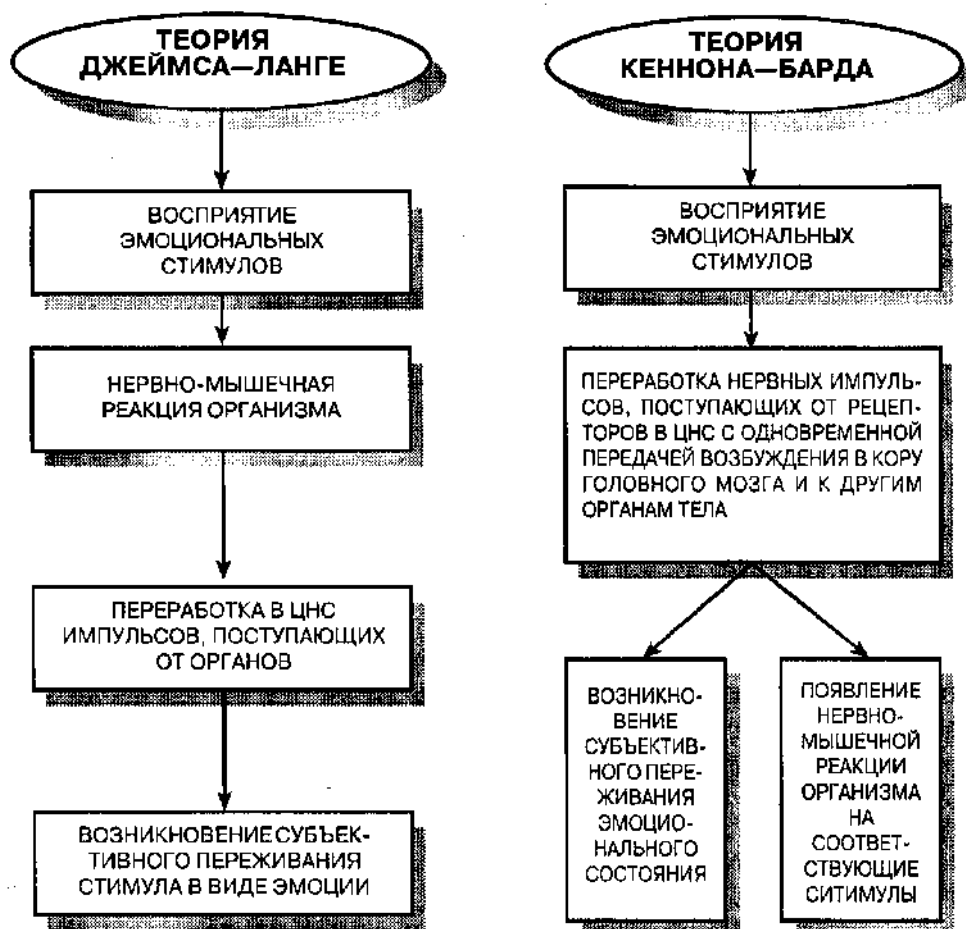 ТЕОРИЯ
ДЖЕЙМСА—ЛАНГЕ
ВОСПРИЯТИЕ
ЭМОЦИОНАЛЬНЫХ
СТИМУЛОВ
НЕРВНО-МЫШЕЧНАЯ
РЕАКЦИЯ ОРГАНИЗМА
ПЕРЕРАБОТКА В ЦНС
ИМПУЛЬСОВ, ПОСТУПАЮЩИХ
ОТ ОРГАНОВ
ВОЗНИКНОВЕНИЕ СУБЪЕК-
ТИВНОГО ПЕРЕЖИВАНИЯ
СТИМУЛА В ВИДЕ ЭМОЦИИ
ТЕОРИЯ
КЕННОНА—БАРДА
ВОСПРИЯТИЕ
ЭМОЦИОНАЛЬНЫХ
СТИМУЛОВ
ПЕРЕРАБОТКА НЕРВНЫХ ИМПУЛЬ-
СОВ, ПОСТУПАЮЩИХ ОТ РЕЦЕП-
ТОРОВ В ЦНС С ОДНОВРЕМЕННОЙ
ПЕРЕДАЧЕЙ ВОЗБУЖДЕНИЯ В КОРУ
ГОЛОВНОГО МОЗГА И К ДРУГИМ
ОРГАНАМ ТЕЛА
ВОЗНИКНО-
ВЕНИЕ
СУБЪЕКТИВ-
НОГО ПЕРЕ-
ЖИВАНИЯ
ЭМОЦИО-
НАЛЬНОГО
СОСТОЯНИЯ
ПОЯВЛЕНИЕ
НЕРВНО-
МЫШЕЧНОЙ
РЕАКЦИИ
ОРГАНИЗМА
НА
СООТВЕТ-
СТВУЮЩИЕ
СИТИМУЛЫ